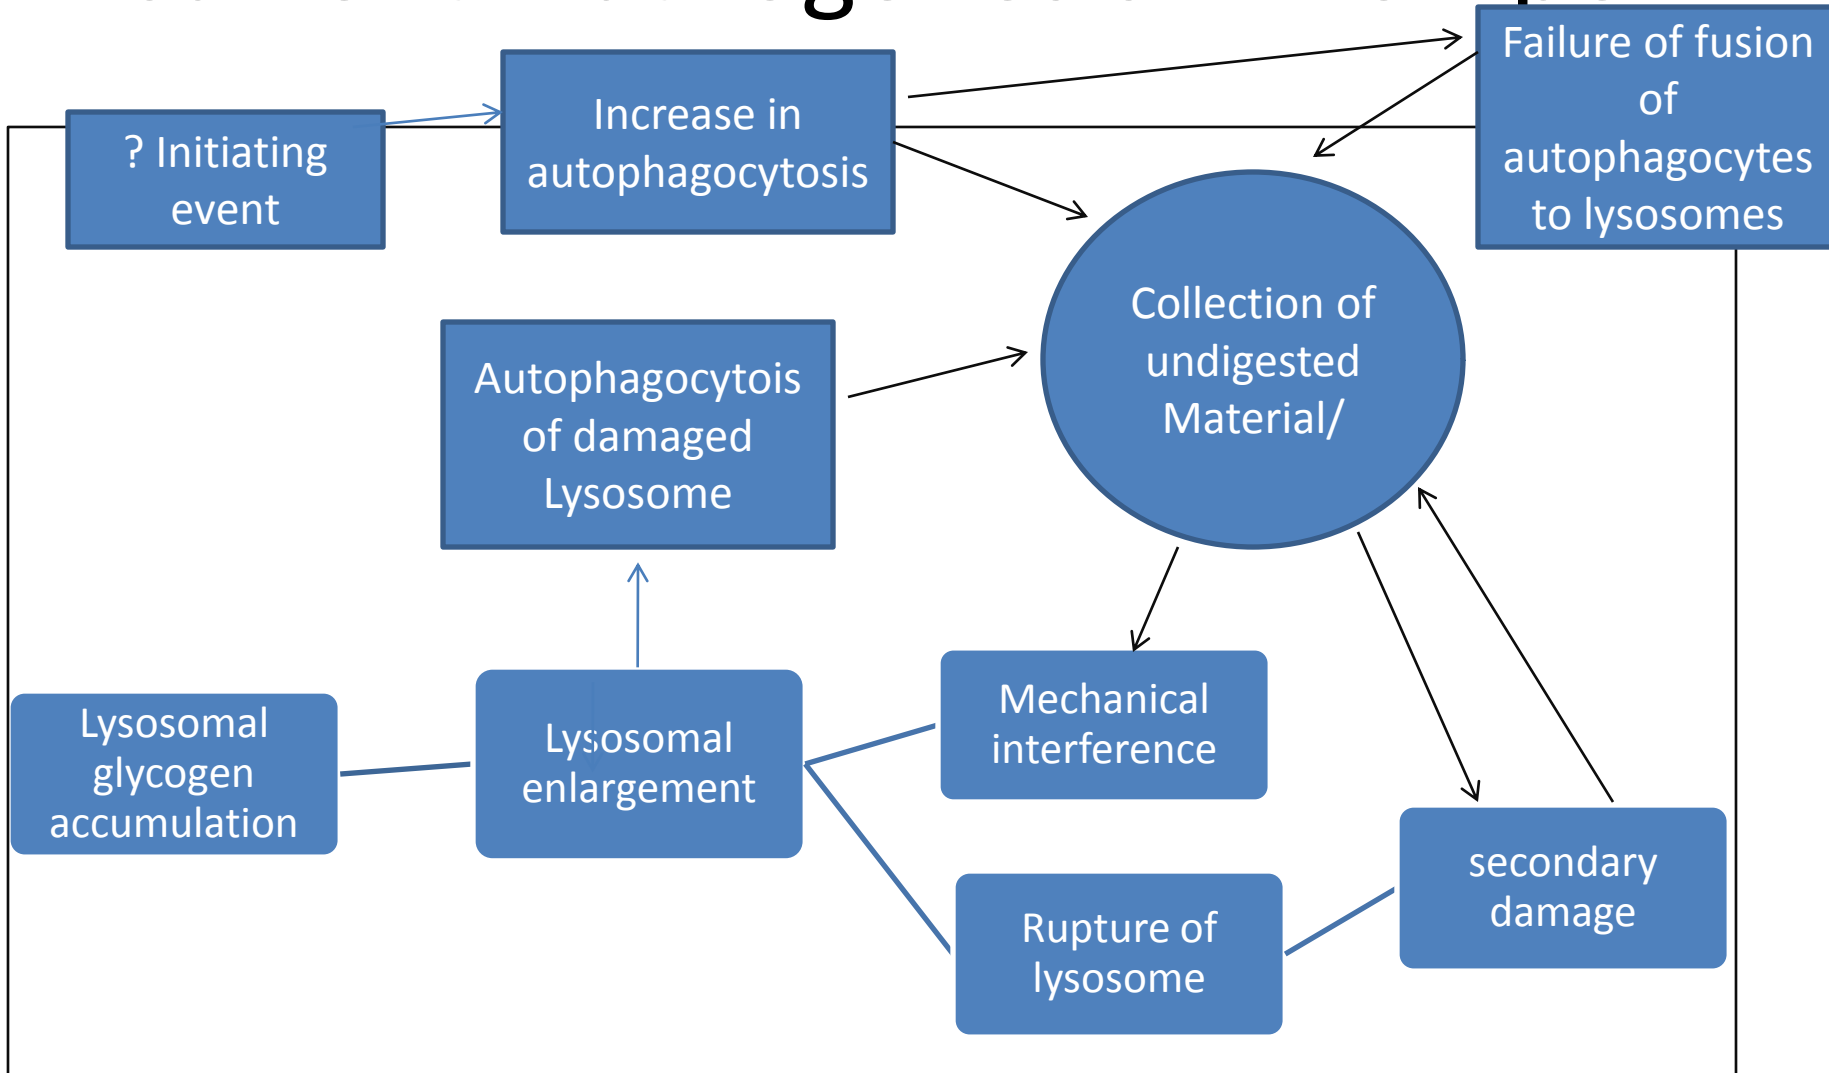 ? Initiating
event
Increase in
autophagocytosis
Failure of fusion
of
autophagocytes
to lysosomes
Collection of
undigested
Material/
Autophagocytois
of damaged
Lysosome
Lysosomal
glycogen
accumulation
Lysosomal
enlargement
Mechanical
interference
Rupture of
lysosome
secondary
damage